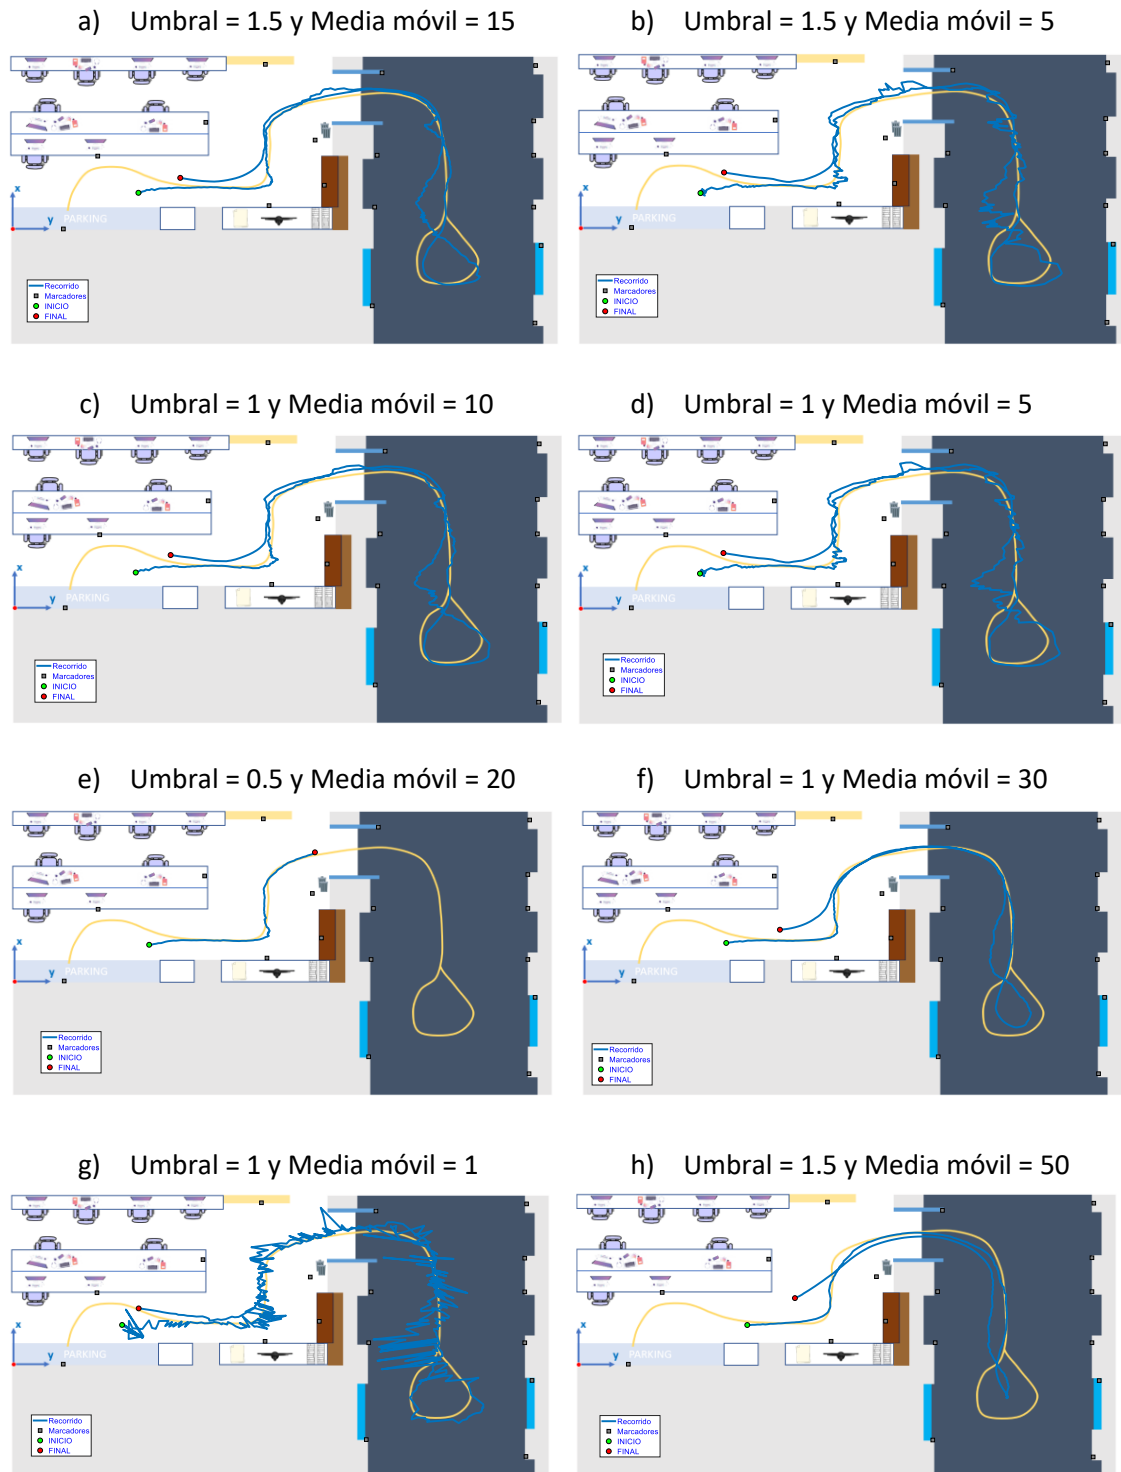 a) Umbral = 1.5 y Media móvil = 15
b) Umbral = 1.5 y Media móvil = 5
x
y
PARKING
Recorrido
Marcadores
INICIO
FINAL
x
y
PARKING
Recorrido
Marcadores
INICIO
FINAL
c) Umbral = 1 y Media móvil = 10
d) Umbral = 1 y Media móvil = 5
x
y
PARKING
Recorrido
Marcadores
INICIO
FINAL
x
y
PARKING
Recorrido
Marcadores
INICIO
FINAL
e) Umbral = 0.5 y Media móvil = 20
f) Umbral = 1 y Media móvil = 30
x
y
PARKING
Recorrido
Marcadores
INICIO
FINAL
x
y
PARKING
Recorrido
Marcadores
INICIO
FINAL
g) Umbral = 1 y Media móvil = 1
h) Umbral = 1.5 y Media móvil = 50
x
y
PARKING
Recorrido
Marcadores
INICIO
FINAL
x
y
PARKING
Recorrido
Marcadores
INICIO
FINAL